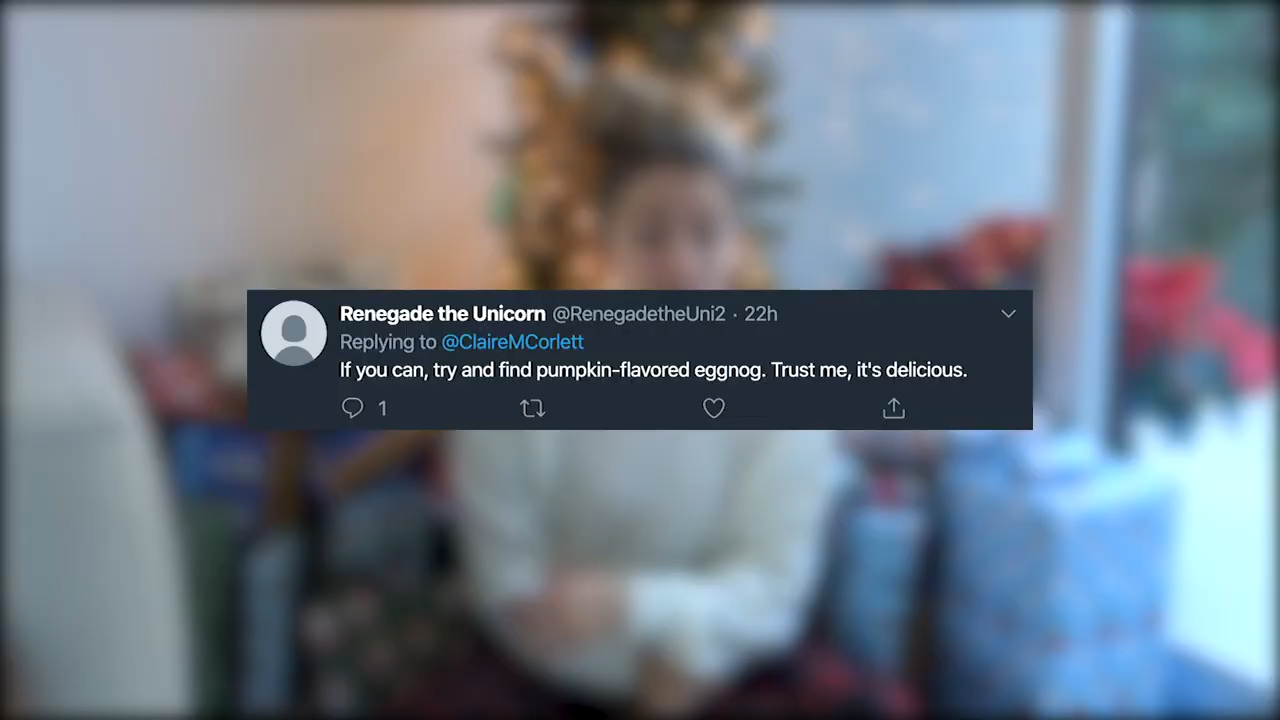 Renegade the Unicorn @RenegadetheUni2 · 22h
Replying to @ClaireMCorlett
If you can, try and find pumpkin-flavored eggnog. Trust me, it's delicious.
1